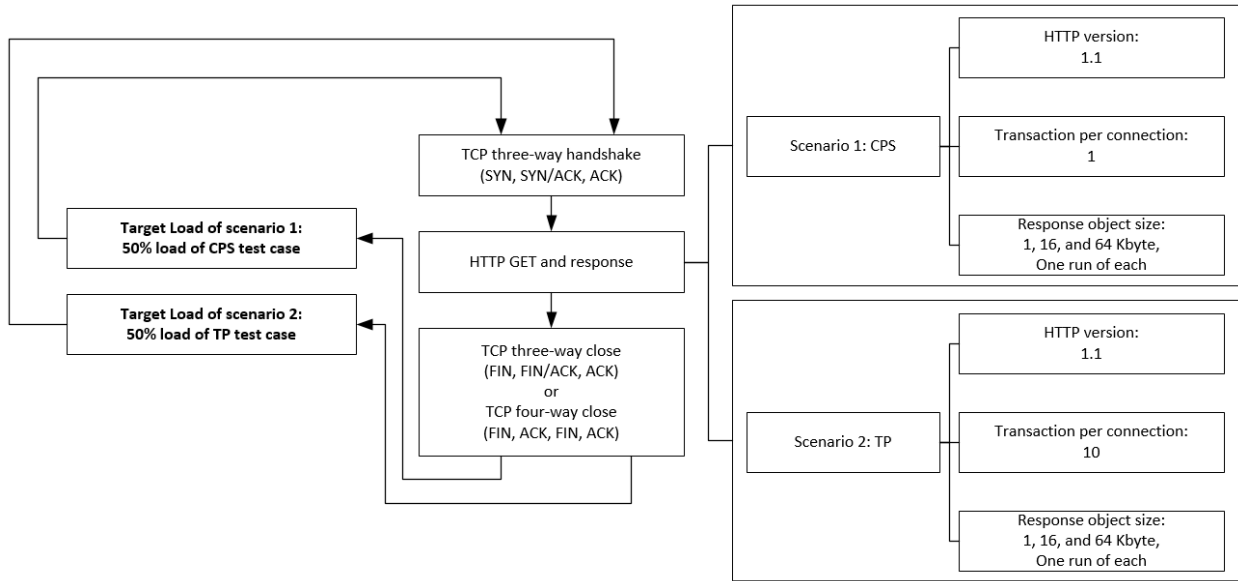 TCP three-way handshake
(SYN, SYN/ACK, ACK)
HTTP GET and response
TCP three-way close
(FIN, FIN/ACK, ACK)
or
TCP four-way close
(FIN, ACK, FIN, ACK)
Target Load of scenario 1:
50% load of CPS test case
Target Load of scenario 2:
50% load of TP test case
Scenario 1: CPS
HTTP version:
1.1
Transaction per connection:
1
Response object size:
1, 16, and 64 Kbyte,
One run of each
Scenario 2: TP
HTTP version:
1.1
Transaction per connection:
10
Response object size:
1, 16, and 64 Kbyte,
One run of each